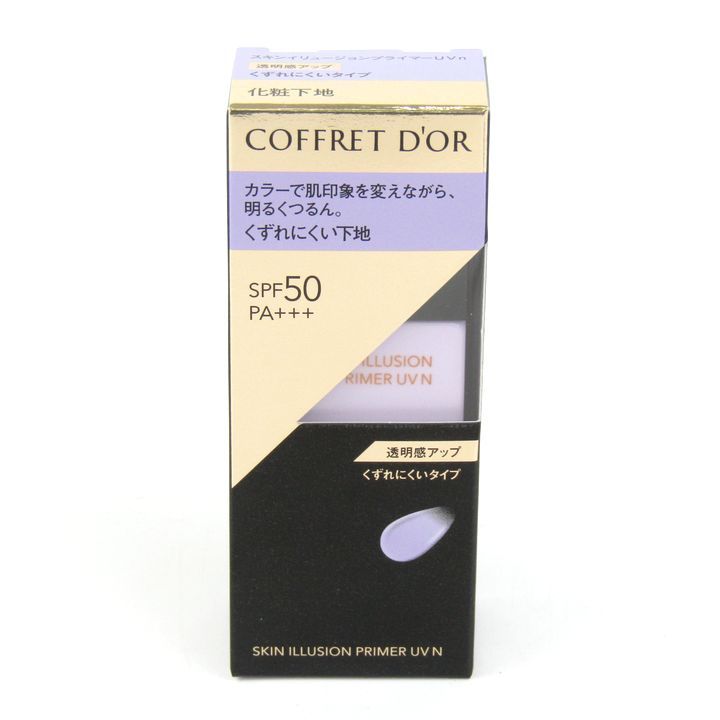 スキンイリュージョンプライマーUVn
透明感アップ
くずれにくいタイプ
化粧下地
COFFRET D'OR
カラーで肌印象を変えながら、
明るくつるん。
くずれにくい下地
SPF50
PA+++
ILLUSION
PRIMER UV N
透明感アップ
くずれにくいタイプ
SKIN ILLUSION PRIMER UV N